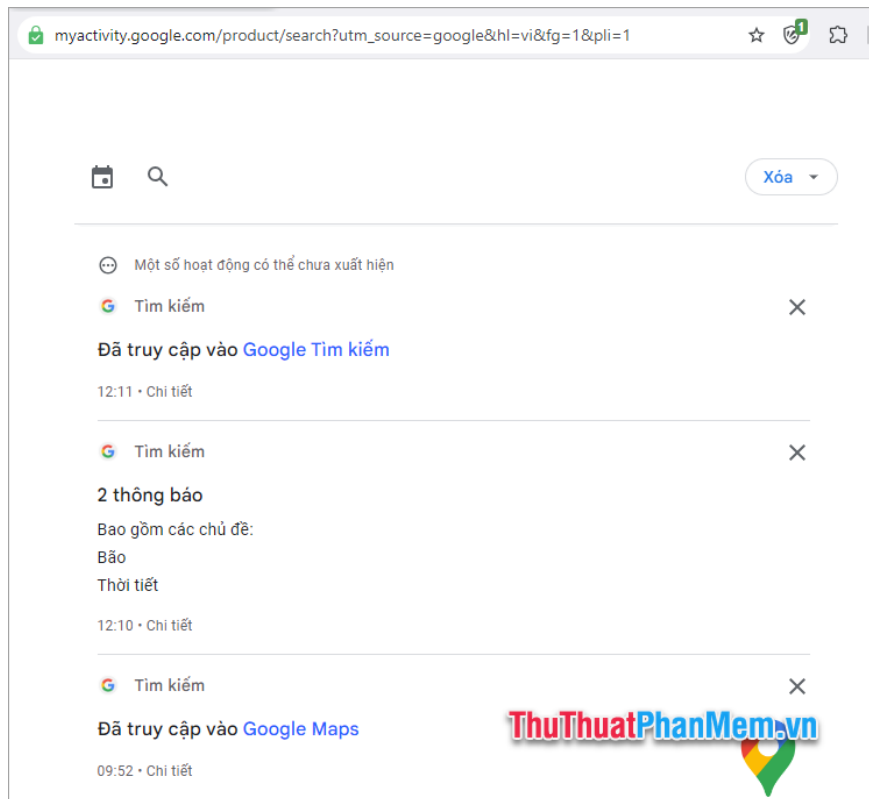 myactivity.google.com/product/search?utm_source=google&hl=vi&fg=1&pli=1
1
Xóa
Một số hoạt động có thể chưa xuất hiện
Tìm kiếm
Đã truy cập vào Google Tìm kiếm
12:11 • Chi tiết
Tìm kiếm
2 thông báo
Bao gồm các chủ đề:
Bão
Thời tiết
12:10 • Chi tiết
Tìm kiếm
Đã truy cập vào Google Maps
ThuThuatPhanMem.vn
09:52 • Chi tiết